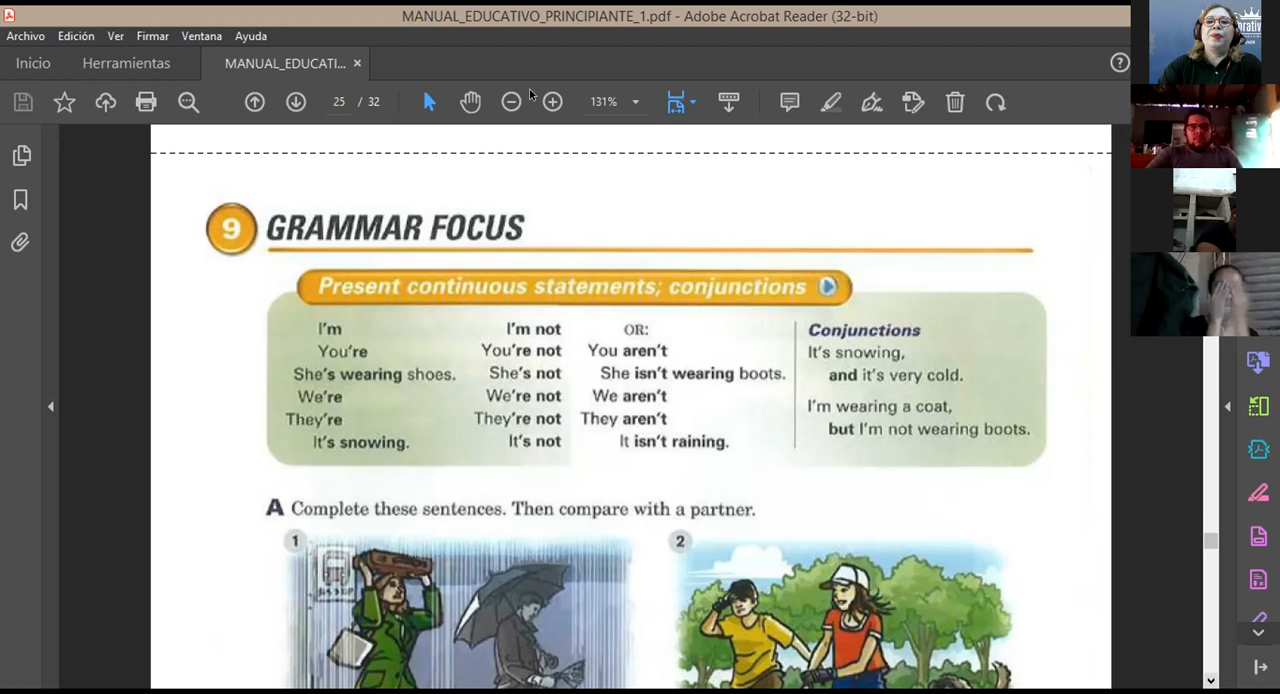 MANUAL_EDUCATIVO_PRINCIPIANTE_1.pdf - Adobe Acrobat Reader (32-bit)
Archivo Edición Ver Firmar Ventana Ayuda
Inicio Herramientas MANUAL_EDUCATI... ×
25 / 32 131%
9 GRAMMAR FOCUS
Present continuous statements; conjunctions
I'm I'm not OR: Conjunctions
You're You're not You aren't It's snowing,
She's wearing shoes. She's not She isn't wearing boots. and it's very cold.
We're We're not We aren't I'm wearing a coat,
They're They're not They aren't but I'm not wearing boots.
It's snowing. It's not It isn't raining.
A Complete these sentences. Then compare with a partner.
1 2